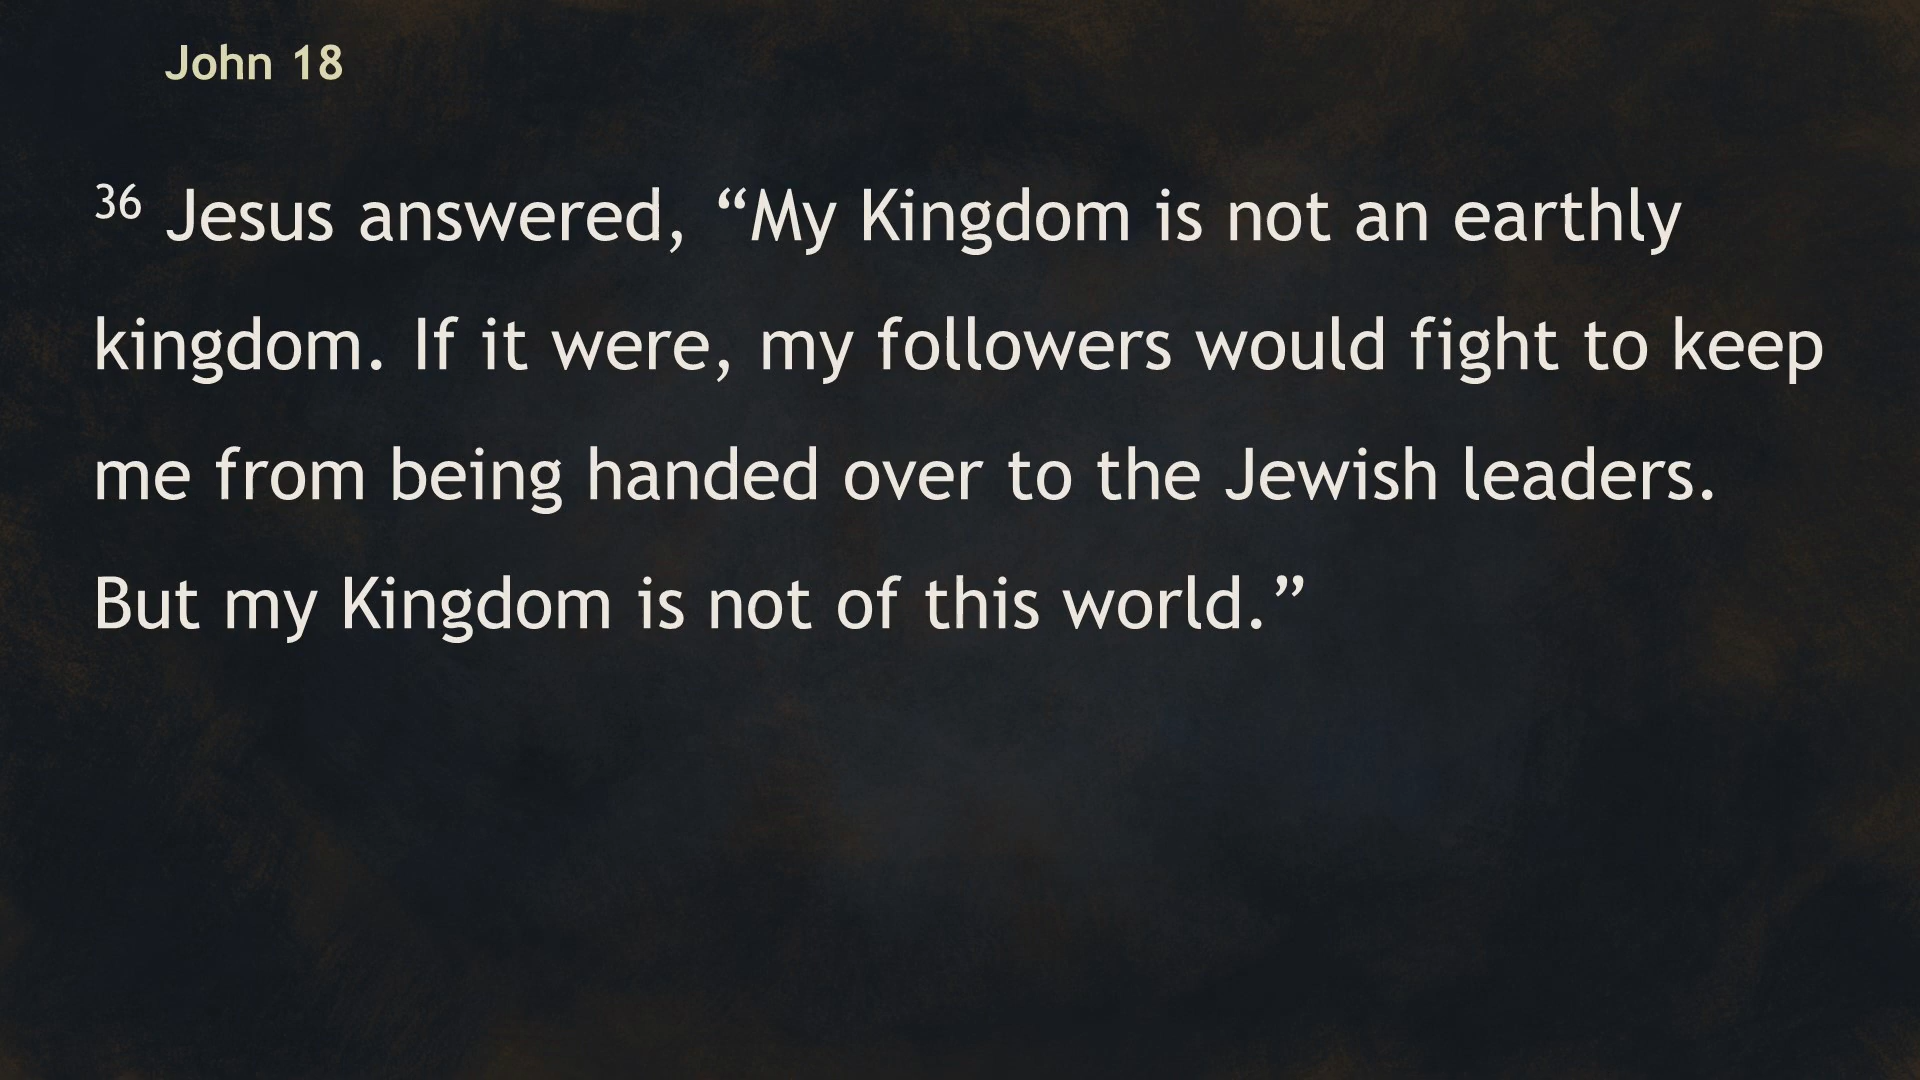 John 18
36 Jesus answered, “My Kingdom is not an earthly
kingdom. If it were, my followers would fight to keep
me from being handed over to the Jewish leaders.
But my Kingdom is not of this world.”